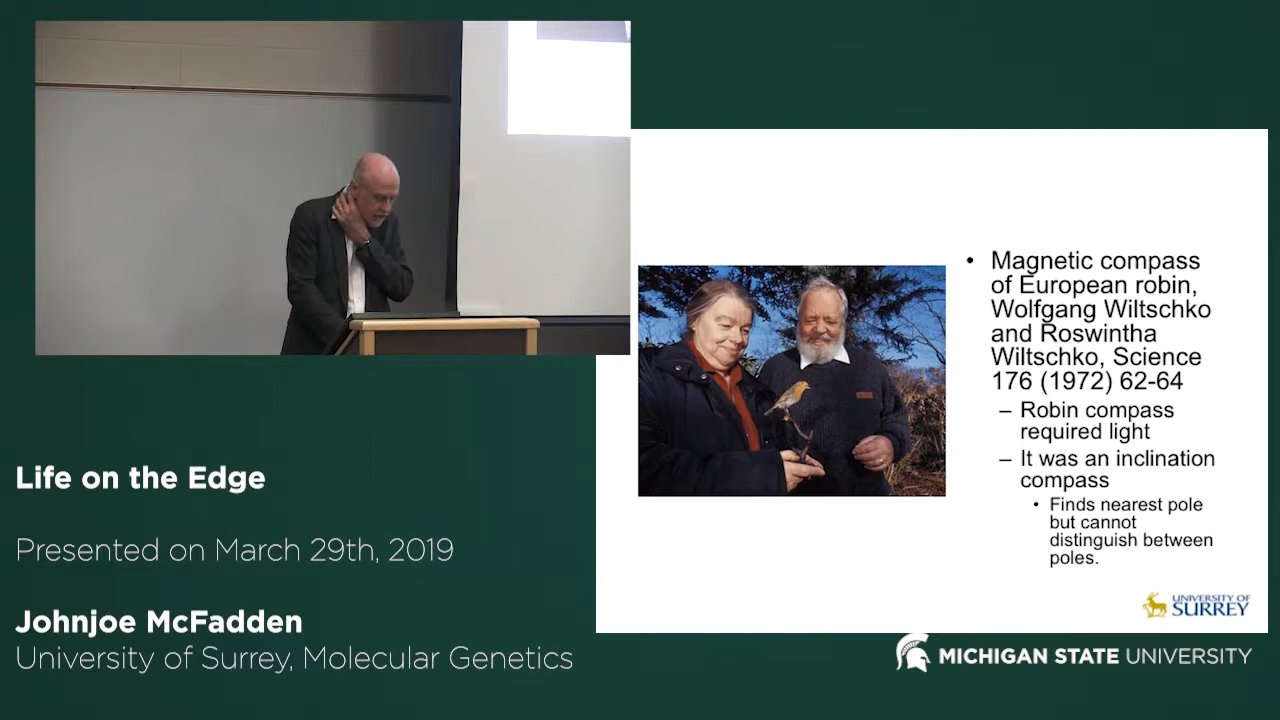 Magnetic compass
of European robin,
Wolfgang Wiltschko
and Roswintha
Wiltschko, Science
176 (1972) 62-64
– Robin compass
required light
– It was an inclination
compass
• Finds nearest pole
but cannot
distinguish between
poles.
UNIVERSITY OF
SURREY
Life on the Edge
Presented on March 29th, 2019
Johnjoe McFadden
University of Surrey, Molecular Genetics
MICHIGAN STATE UNIVERSITY